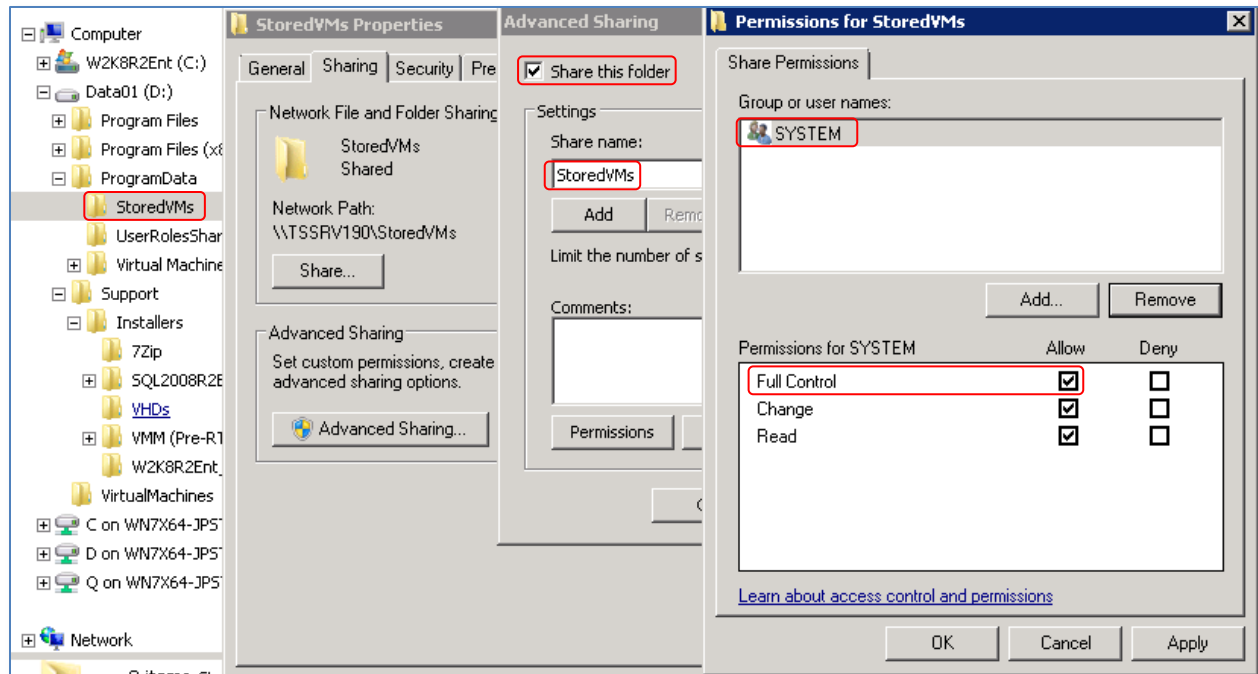 Computer
W2K8R2Ent (C:)
Data01 (D:)
Program Files
Program Files (x8
ProgramData
StoredVMs
UserRolesShar
Virtual Machine
Support
Installers
7Zip
SQL2008R2E
VHDs
VMM (Pre-RT
W2K8R2Ent_
VirtualMachines
C on WN7X64-JPS
D on WN7X64-JPS
Q on WN7X64-JPS
Network
StoredVMs Properties
General Sharing Security Pre
Network File and Folder Sharing
StoredVMs
Shared
Network Path:
\\TSSRV190\StoredVMs
Share...
Advanced Sharing
Set custom permissions, create
advanced sharing options.
Advanced Sharing...
Advanced Sharing
Share this folder
Settings
Share name:
StoredVMs
Add Remo
Limit the number of s
Comments:
Permissions
Permissions for StoredVMs
Share Permissions
Group or user names:
SYSTEM
Add... Remove
Permissions for SYSTEM Allow Deny
Full Control
Change
Read
Learn about access control and permissions
OK Cancel Apply